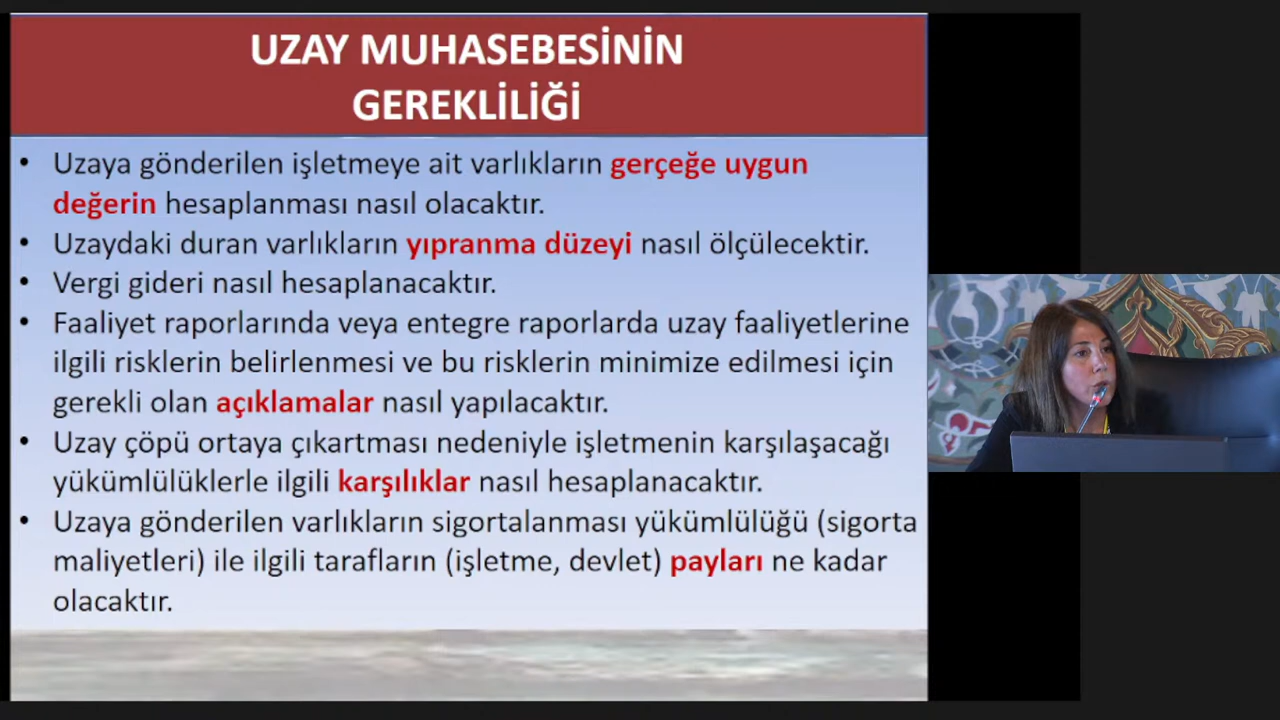 UZAY MUHASEBESİNİN
GEREKLİLİĞİ
• Uzaya gönderilen işletmeye ait varlıkların gerçeğe uygun
değerin hesaplanması nasıl olacaktır.
• Uzaydaki duran varlıkların yıpranma düzeyi nasıl ölçülecektir.
• Vergi gideri nasıl hesaplanacaktır.
• Faaliyet raporlarında veya entegre raporlarda uzay faaliyetlerine
ilgili risklerin belirlenmesi ve bu risklerin minimize edilmesi için
gerekli olan açıklamalar nasıl yapılacaktır.
• Uzay çöpü ortaya çıkartması nedeniyle işletmenin karşılaşacağı
yükümlülüklerle ilgili karşılıklar nasıl hesaplanacaktır.
• Uzaya gönderilen varlıkların sigortalanması yükümlülüğü (sigorta
maliyetleri) ile ilgili tarafların (işletme, devlet) payları ne kadar
olacaktır.